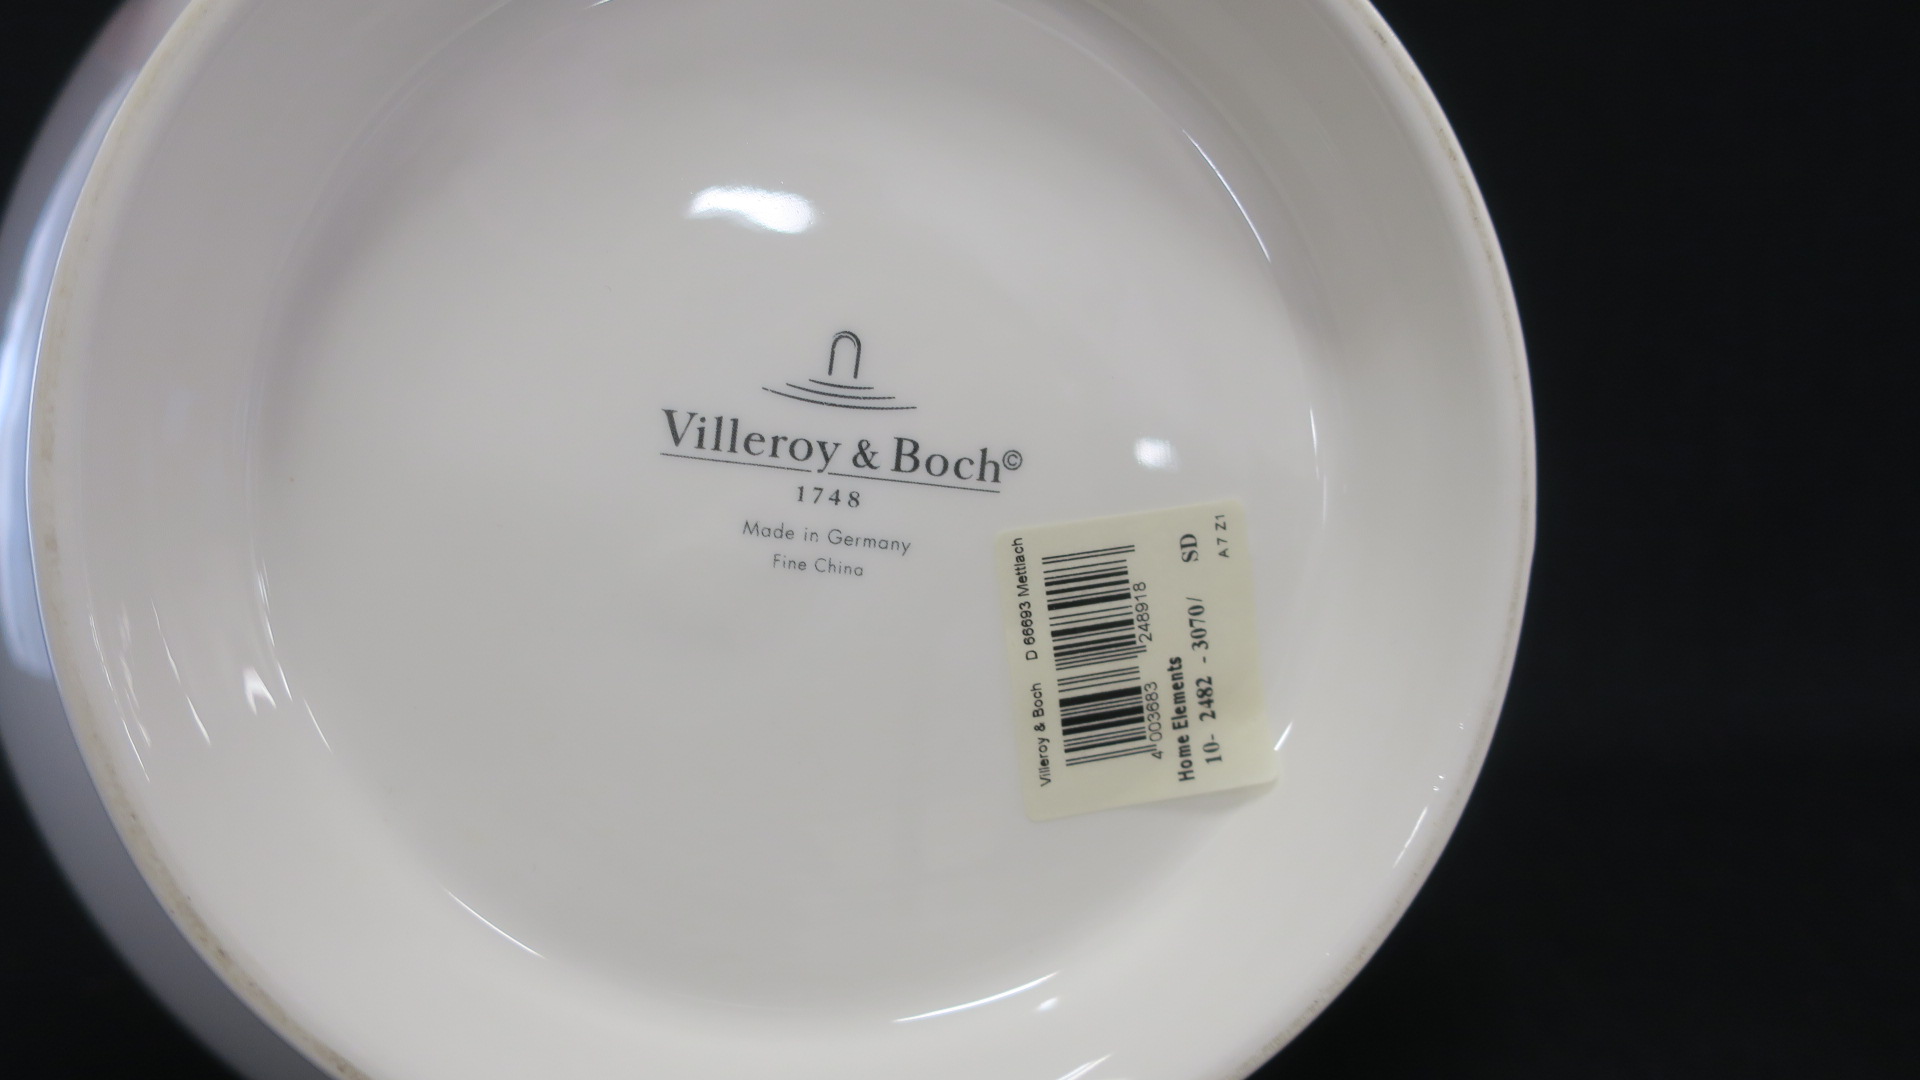 Villeroy & Boch©
1748
Made in Germany
Fine China
Villeroy & Boch D 66693 Mettlach
4 003683 248918
Home Elements
10- 2482 - 3070/ SD
A 7 Z1